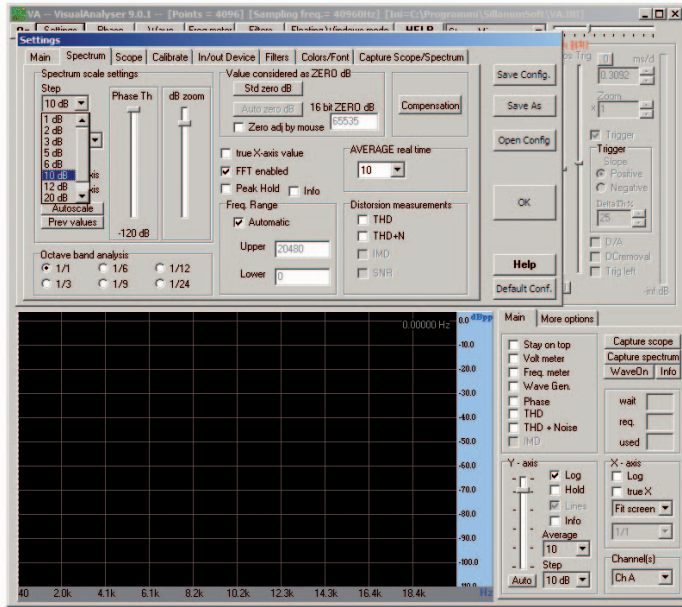 VA -- VisualAnalyser 9.0.1 -- [Points = 4096] [Sampling freq.= 40960Hz]
Settings
Main Spectrum Scope Calibrate In/out Device Filters Colors/Font Capture Scope/Spectrum
Spectrum scale settings
Step
10 dB
1 dB
2 dB
3 dB
5 dB
6 dB
10 dB
12 dB
20 dB
Autoscale
Prev values
Phase Th
-120 dB
dB zoom
Value considered as ZERO dB
Std zero dB
Auto zero dB
16 bit ZERO dB
65535
Zero adj by mouse
Compensation
true X-axis value
FFT enabled
Peak Hold Info
AVERAGE real time
10
Freq. Range
Automatic
Upper 20480
Lower 0
Distorsion measurements
THD
THD+N
IMD
SNR
Octave band analysis
1/1 1/6 1/12
1/3 1/9 1/24
Save Config.
Save As
Open Config
OK
Help
Default Conf.
Trig
ms/d
0.3092
Zoom
× 1
Trigger
Trigger
Slope
Positive
Negative
DeltaTh%
25
D/A
DCremoval
Trig left
-inf dB
0.00000 Hz
0.0 dBpp
-10.0
-20.0
-30.0
-40.0
-50.0
-60.0
-70.0
-80.0
-90.0
-100.0
40 2.0k 4.1k 6.1k 8.2k 10.2k 12.3k 14.3k 16.4k 18.4k Hz
Main More options
Stay on top
Volt meter
Freq. meter
Wave Gen.
Phase
THD
THD + Noise
IMD
Capture scope
Capture spectrum
WaveOn Info
wait
req.
used
Y - axis
Log
Hold
Lines
Info
Average
10
Step
Auto 10 dB
X - axis
Log
true X
Fit screen
1/1
Channel(s)
Ch A